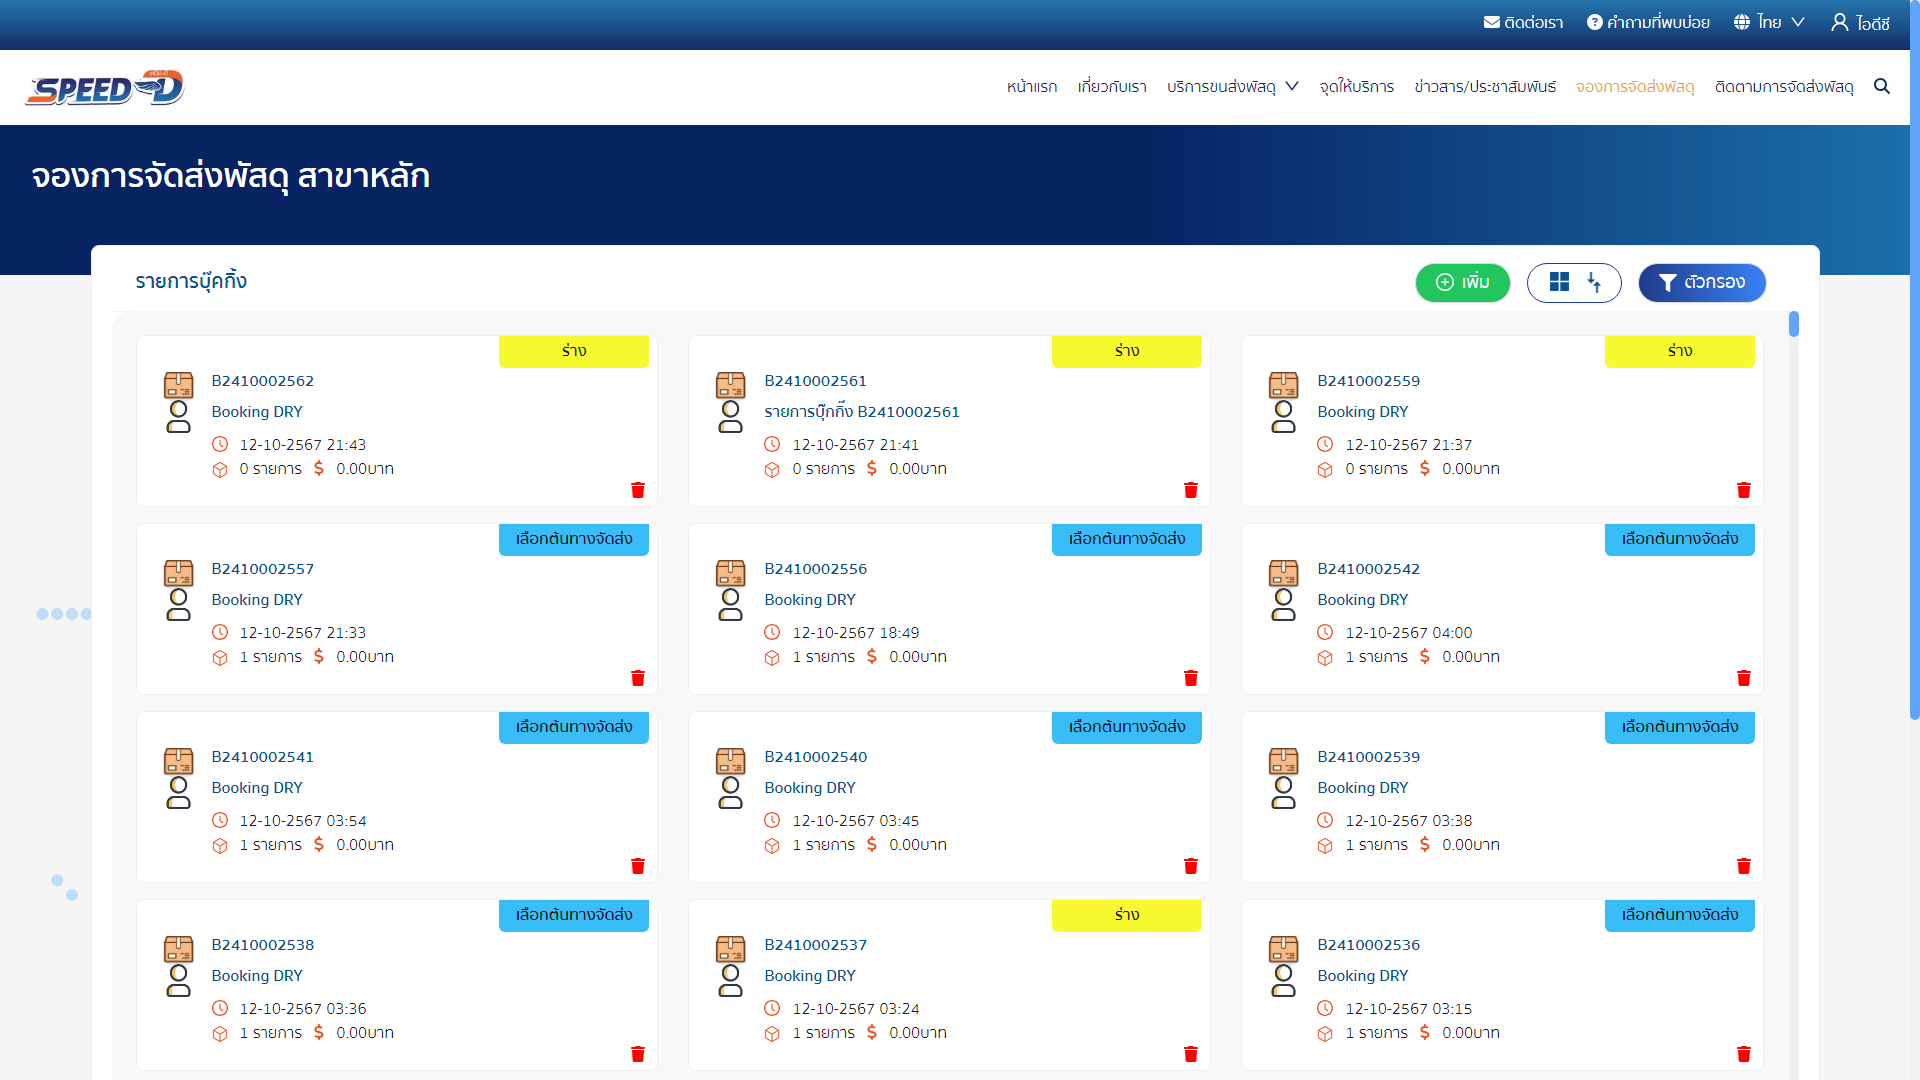 ติดต่อเรา คำถามที่พบบ่อย ไทย ไอดีซี
SPEED-D
หน้าแรก เกี่ยวกับเรา บริการขนส่งพัสดุ จุดให้บริการ ข่าวสาร/ประชาสัมพันธ์ จองการจัดส่งพัสดุ ติดตามการจัดส่งพัสดุ
จองการจัดส่งพัสดุ สาขาหลัก
รายการบุ๊คกิ้ง เพิ่ม ตัวกรอง
ร่าง
B2410002562
Booking DRY
12-10-2567 21:43
0 รายการ $ 0.00บาท
ร่าง
B2410002561
รายการบุ๊กกิ๊ง B2410002561
12-10-2567 21:41
0 รายการ $ 0.00บาท
ร่าง
B2410002559
Booking DRY
12-10-2567 21:37
0 รายการ $ 0.00บาท
เลือกต้นทางจัดส่ง
B2410002557
Booking DRY
12-10-2567 21:33
1 รายการ $ 0.00บาท
เลือกต้นทางจัดส่ง
B2410002556
Booking DRY
12-10-2567 18:49
1 รายการ $ 0.00บาท
เลือกต้นทางจัดส่ง
B2410002542
Booking DRY
12-10-2567 04:00
1 รายการ $ 0.00บาท
เลือกต้นทางจัดส่ง
B2410002541
Booking DRY
12-10-2567 03:54
1 รายการ $ 0.00บาท
เลือกต้นทางจัดส่ง
B2410002540
Booking DRY
12-10-2567 03:45
1 รายการ $ 0.00บาท
เลือกต้นทางจัดส่ง
B2410002539
Booking DRY
12-10-2567 03:38
1 รายการ $ 0.00บาท
เลือกต้นทางจัดส่ง
B2410002538
Booking DRY
12-10-2567 03:36
1 รายการ $ 0.00บาท
ร่าง
B2410002537
Booking DRY
12-10-2567 03:24
1 รายการ $ 0.00บาท
เลือกต้นทางจัดส่ง
B2410002536
Booking DRY
12-10-2567 03:15
1 รายการ $ 0.00บาท